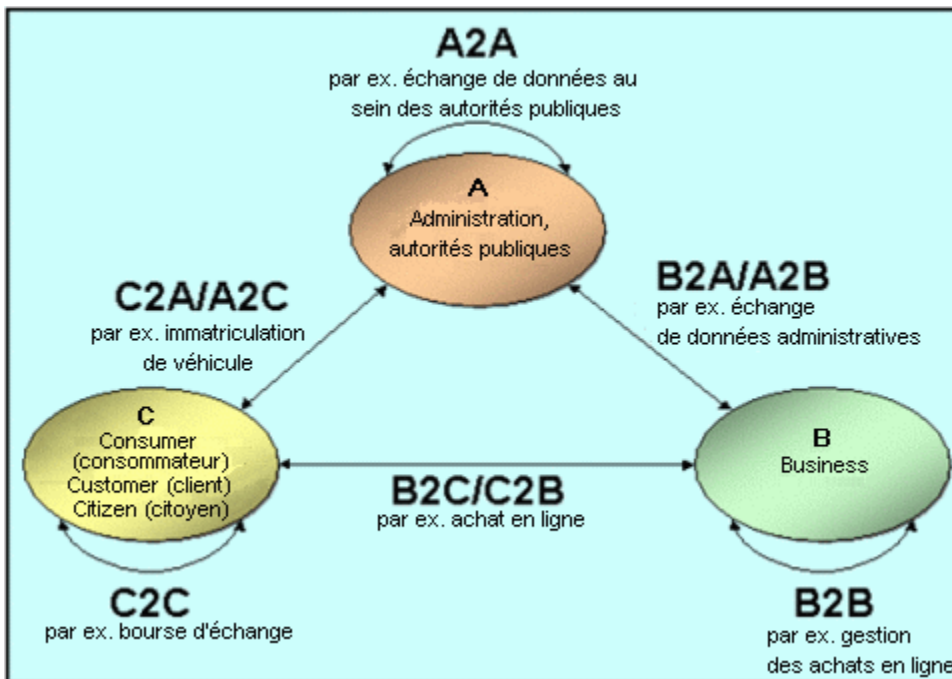 A2A
par ex. échange de données au
sein des autorités publiques
A
Administration,
autorités publiques
C2A/A2C
par ex. immatriculation
de véhicule
B2A/A2B
par ex. échange
de données administratives
C
Consumer
(consommateur)
Customer (client)
Citizen (citoyen)
B
Business
B2C/C2B
par ex. achat en ligne
C2C
par ex. bourse d'échange
B2B
par ex. gestion
des achats en ligne